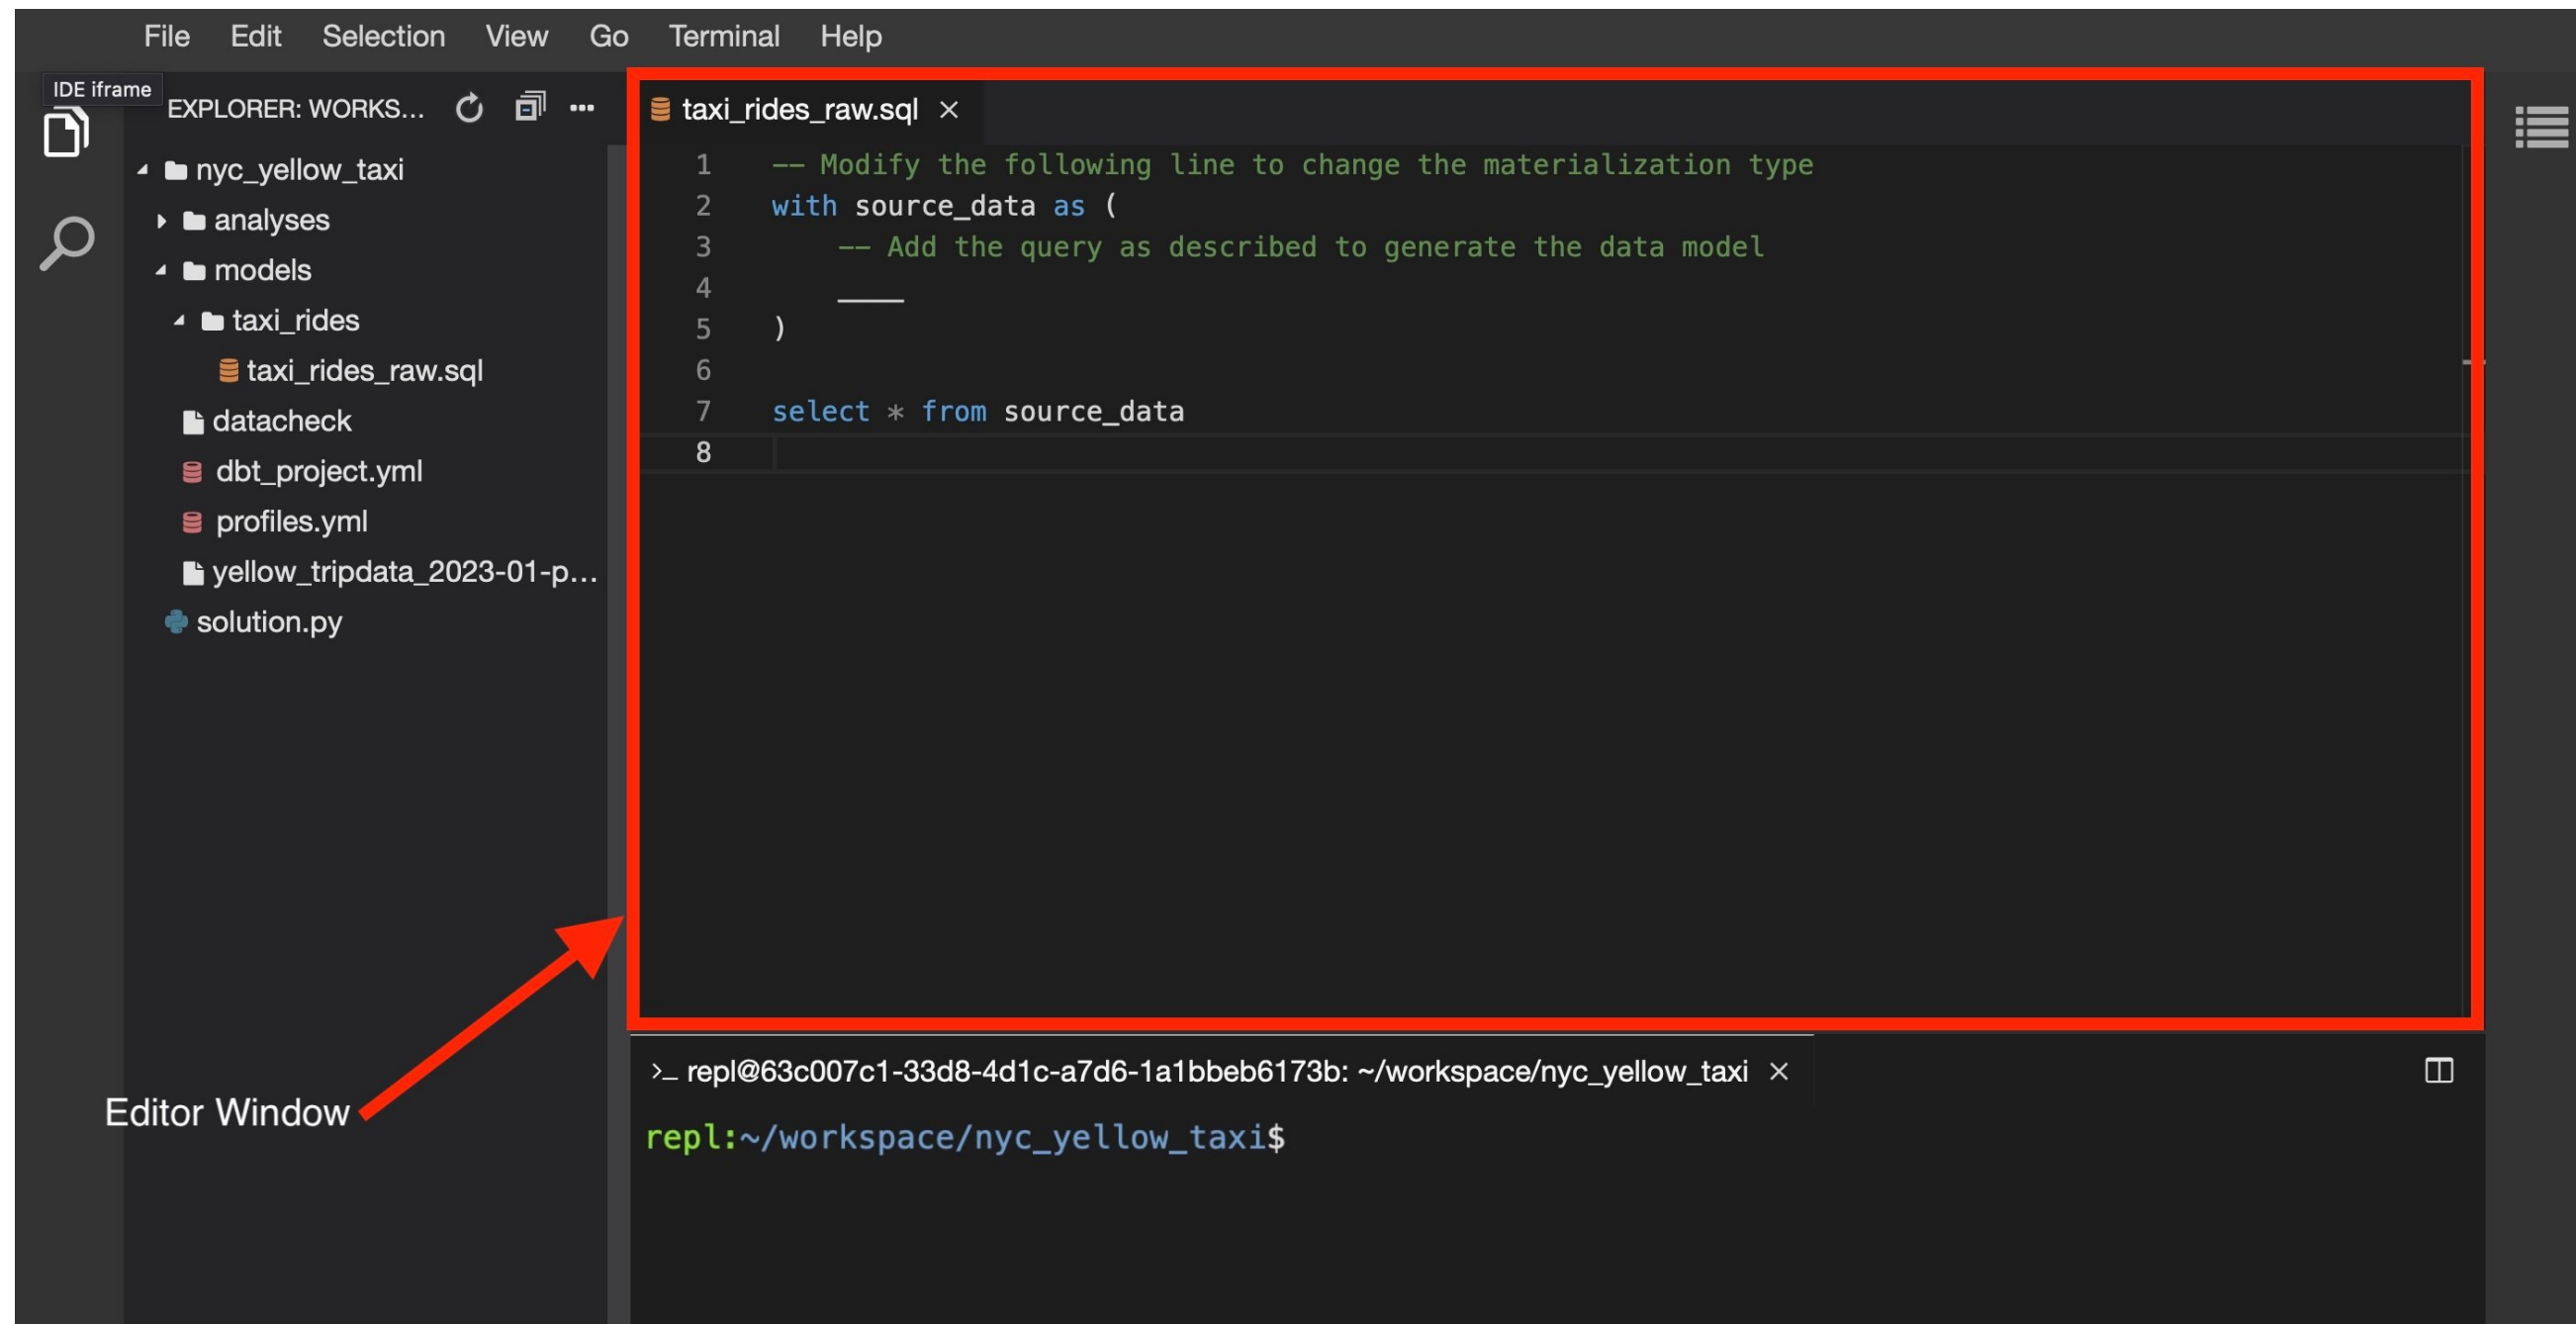 File Edit Selection View Go Terminal Help
IDE iframe
EXPLORER: WORKS...
nyc_yellow_taxi
analyses
models
taxi_rides
taxi_rides_raw.sql
datacheck
dbt_project.yml
profiles.yml
yellow_tripdata_2023-01-p...
solution.py
taxi_rides_raw.sql
1 -- Modify the following line to change the materialization type
2 with source_data as (
3 -- Add the query as described to generate the data model
4 ____
5 )
6
7 select * from source_data
8
>_ repl@63c007c1-33d8-4d1c-a7d6-1a1bbeb6173b: ~/workspace/nyc_yellow_taxi
repl:~/workspace/nyc_yellow_taxi$
Editor Window